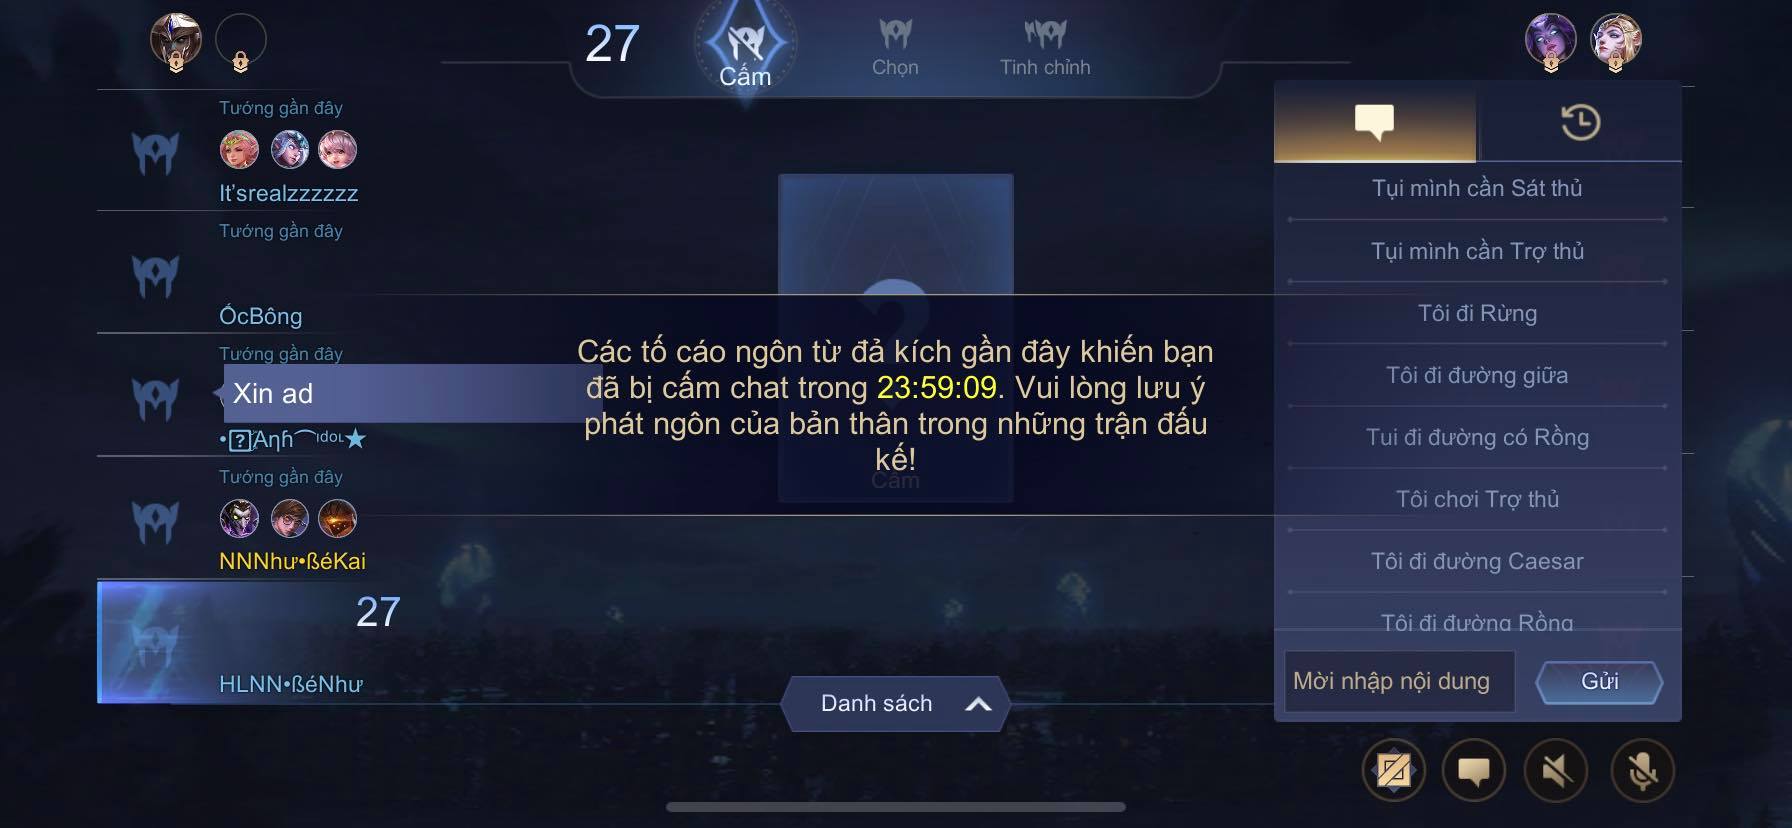 27
Cấm
Chọn
Tinh chỉnh
Tướng gần đây
It'srealzzzzzz
Tướng gần đây
ỐcBông
Tướng gần đây
Xin ad
Tướng gần đây
NNNhư•ßéKai
27
HLNN•ßéNhư
Các tố cáo ngôn từ đả kích gần đây khiến bạn
đã bị cấm chat trong 23:59:09. Vui lòng lưu ý
phát ngôn của bản thân trong những trận đấu
kế!
Cấm
Danh sách
Tụi mình cần Sát thủ
Tụi mình cần Trợ thủ
Tôi đi Rừng
Tôi đi đường giữa
Tui đi đường có Rồng
Tôi chơi Trợ thủ
Tôi đi đường Caesar
Tôi đi đường Rồng
Mời nhập nội dung
Gửi